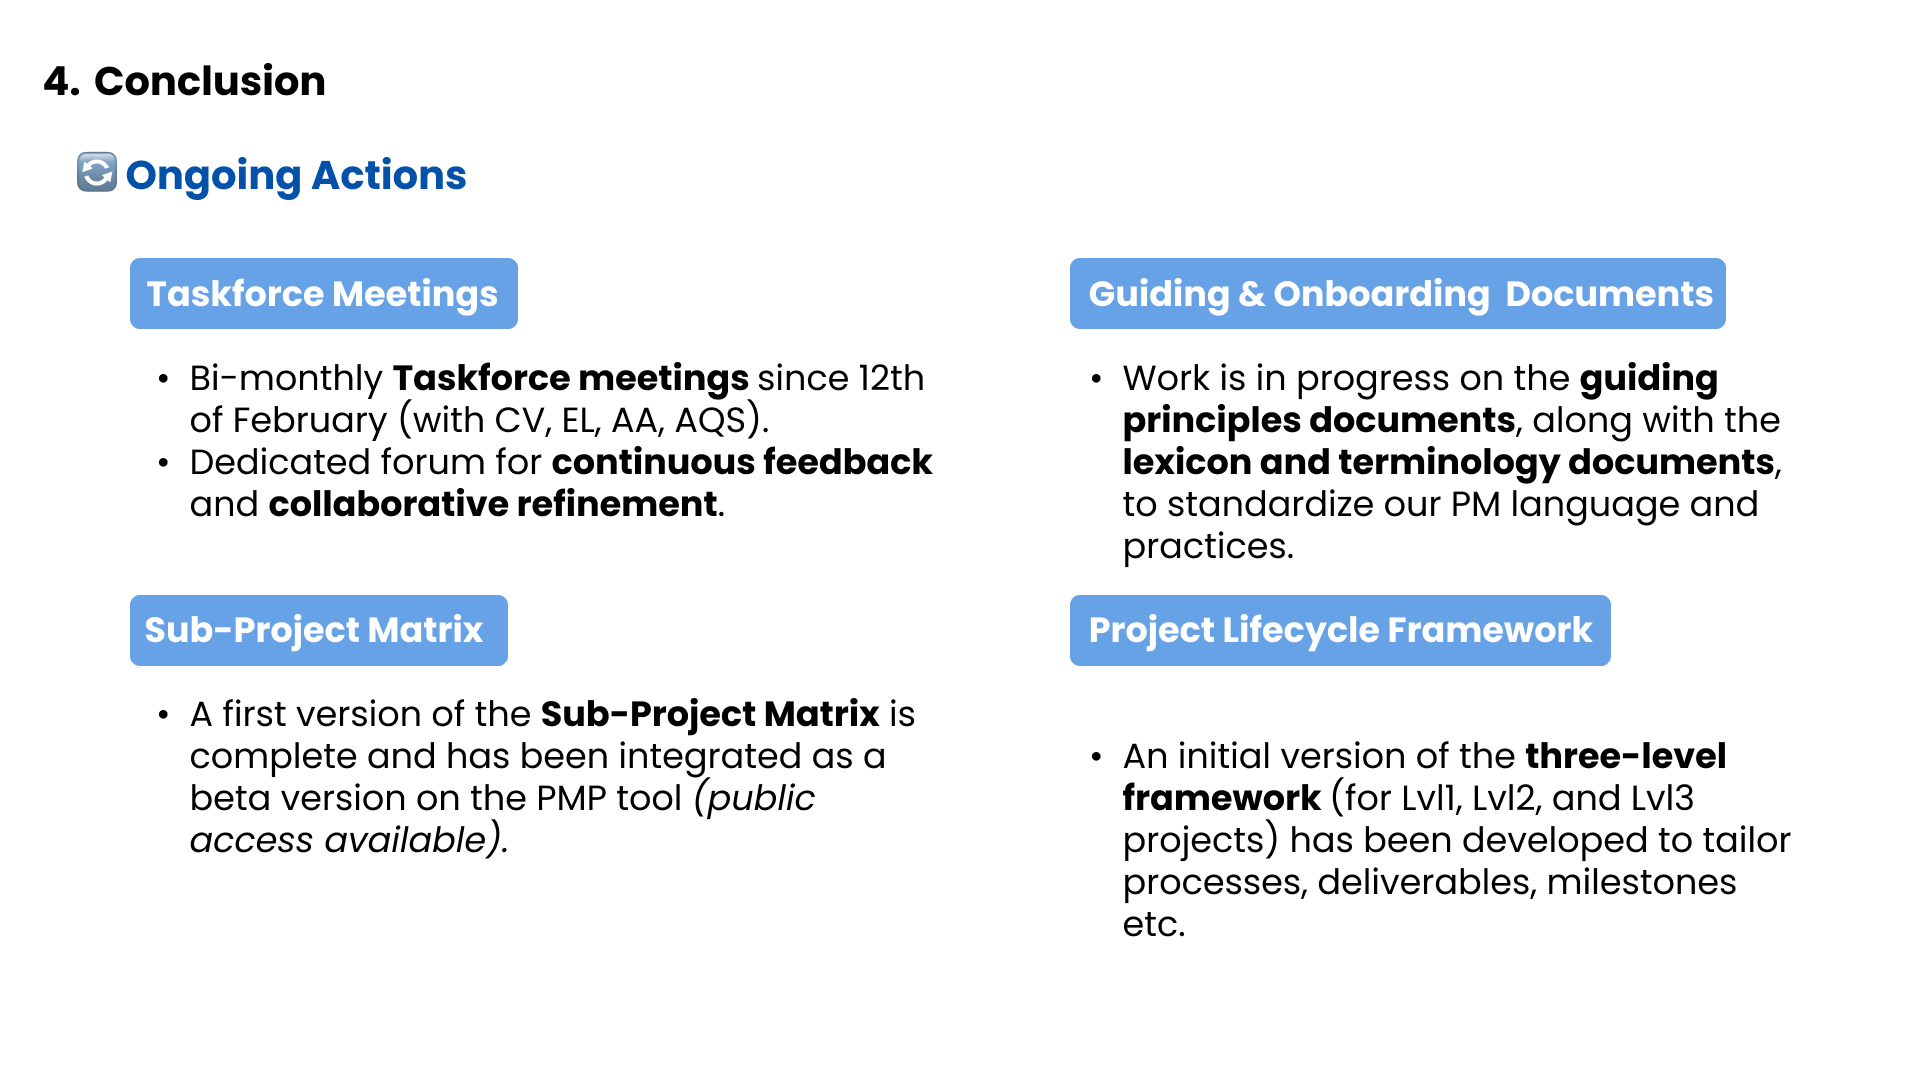 4. Conclusion
Ongoing Actions
Taskforce Meetings
• Bi-monthly Taskforce meetings since 12th
of February (with CV, EL, AA, AQS).
• Dedicated forum for continuous feedback
and collaborative refinement.
Guiding & Onboarding Documents
• Work is in progress on the guiding
principles documents, along with the
lexicon and terminology documents,
to standardize our PM language and
practices.
Sub-Project Matrix
• A first version of the Sub-Project Matrix is
complete and has been integrated as a
beta version on the PMP tool (public
access available).
Project Lifecycle Framework
• An initial version of the three-level
framework (for Lvl1, Lvl2, and Lvl3
projects) has been developed to tailor
processes, deliverables, milestones
etc.